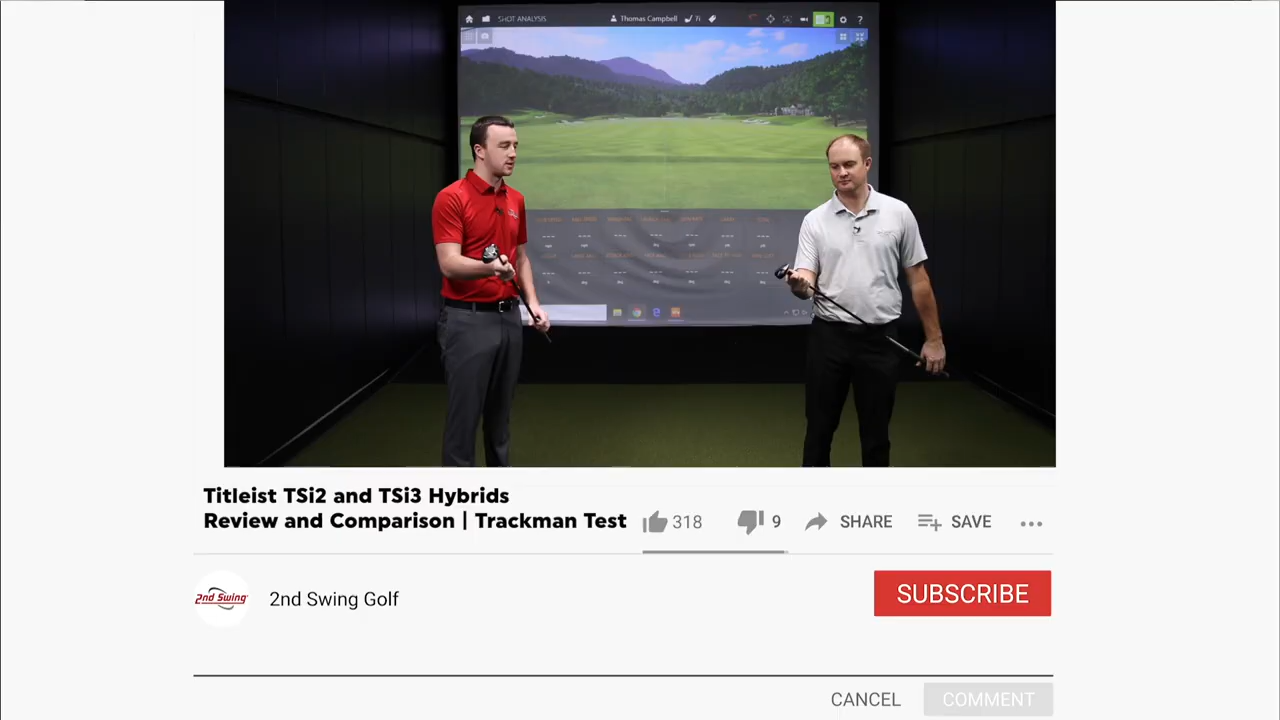 SHOT ANALYSIS
Thomas Campbell
7i
?
Titleist TSi2 and TSi3 Hybrids
Review and Comparison | Trackman Test
318
9
SHARE
SAVE
2nd Swing
2nd Swing Golf
SUBSCRIBE
CANCEL
COMMENT